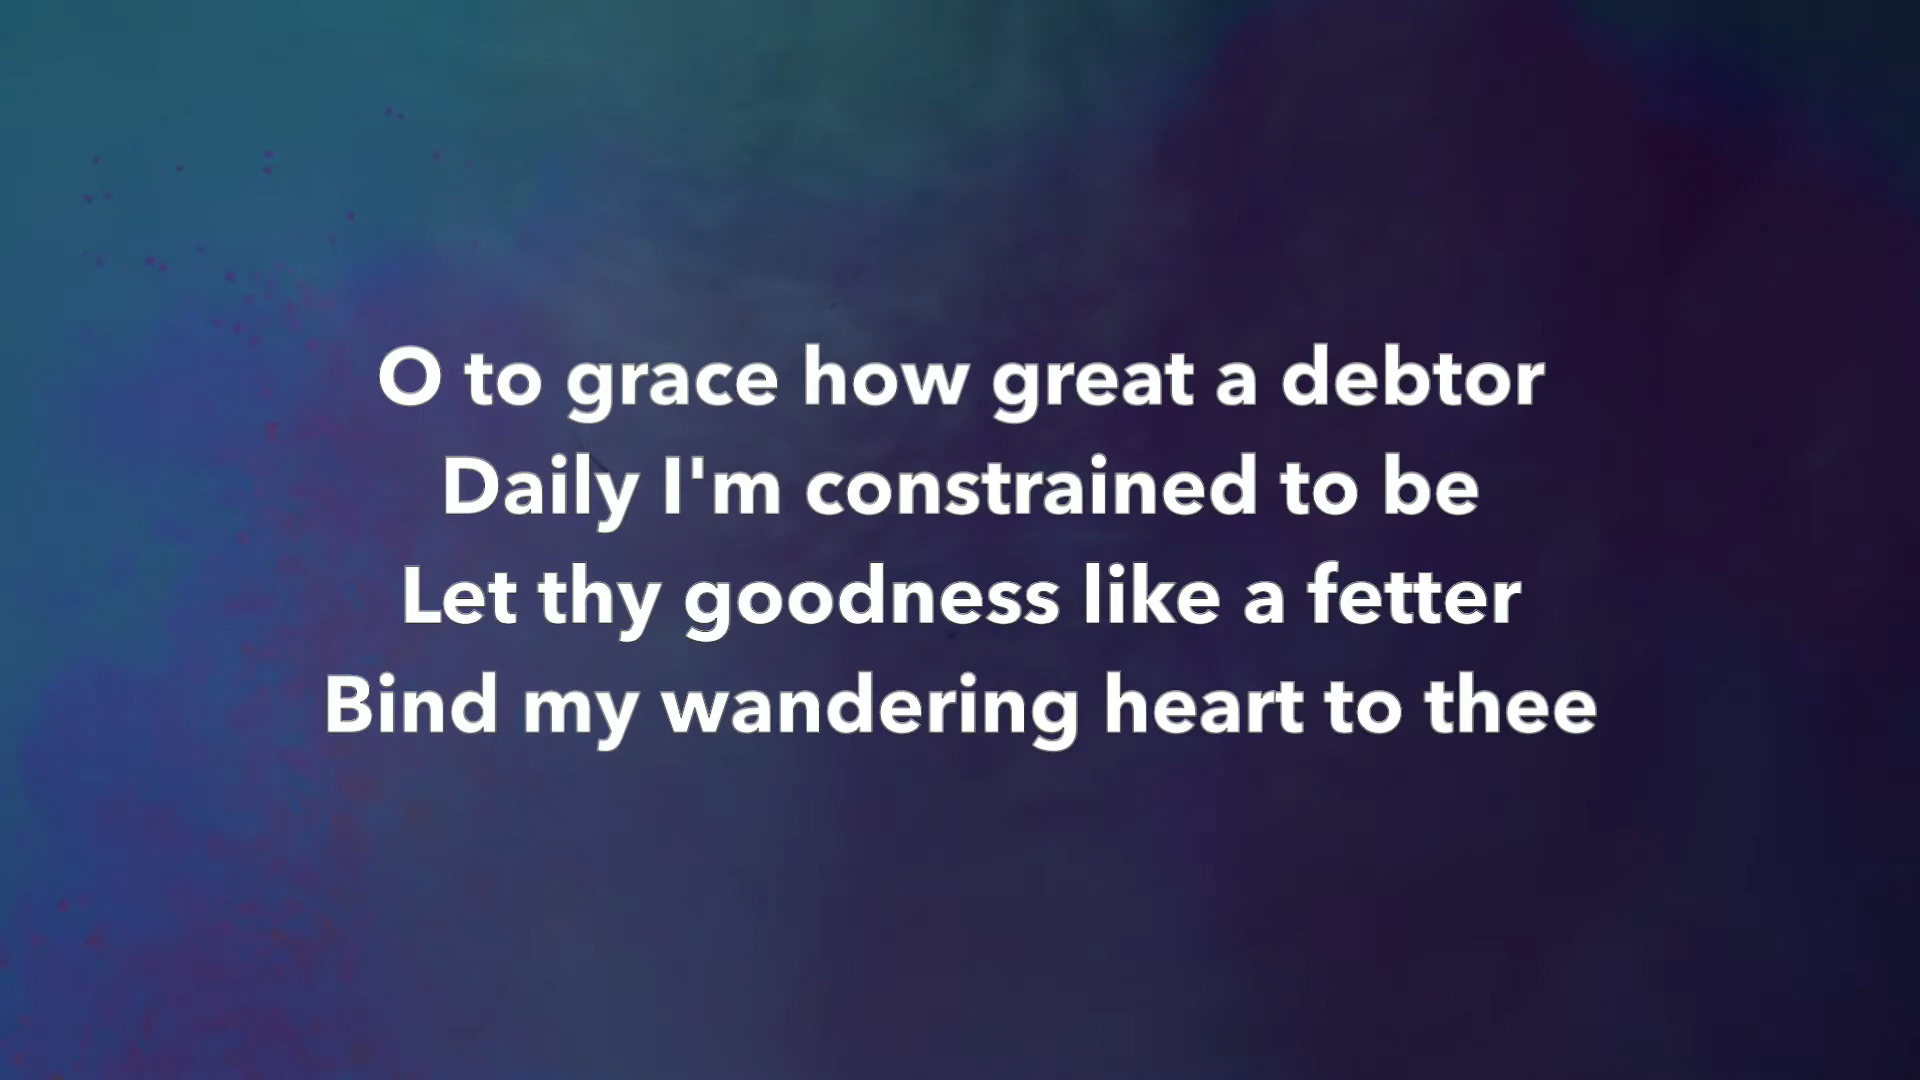 O to grace how great a debtor
Daily I'm constrained to be
Let thy goodness like a fetter
Bind my wandering heart to thee